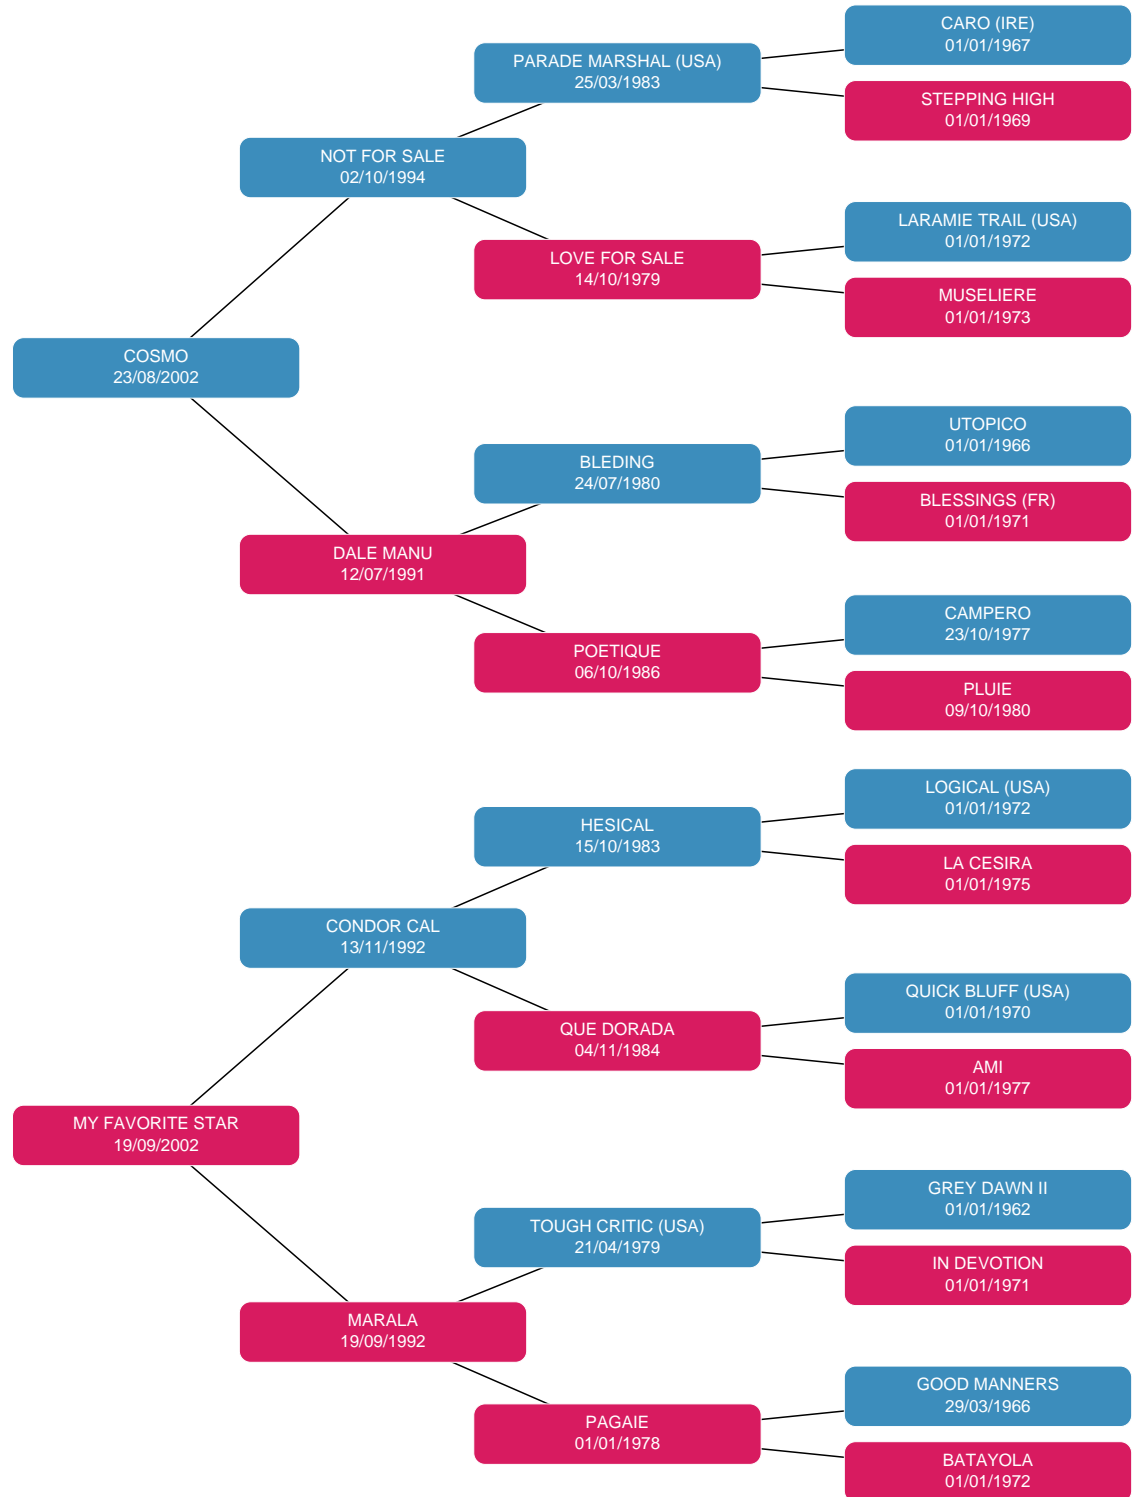 CARO (IRE)
01/01/1967
PARADE MARSHAL (USA)
25/03/1983
STEPPING HIGH
01/01/1969
NOT FOR SALE
02/10/1994
LARAMIE TRAIL (USA)
01/01/1972
LOVE FOR SALE
14/10/1979
MUSELIERE
01/01/1973
COSMO
23/08/2002
UTOPICO
01/01/1966
BLEDING
24/07/1980
BLESSINGS (FR)
01/01/1971
DALE MANU
12/07/1991
CAMPERO
23/10/1977
POETIQUE
06/10/1986
PLUIE
09/10/1980
LOGICAL (USA)
01/01/1972
HESICAL
15/10/1983
LA CESIRA
01/01/1975
CONDOR CAL
13/11/1992
QUICK BLUFF (USA)
01/01/1970
QUE DORADA
04/11/1984
AMI
01/01/1977
MY FAVORITE STAR
19/09/2002
GREY DAWN II
01/01/1962
TOUGH CRITIC (USA)
21/04/1979
IN DEVOTION
01/01/1971
MARALA
19/09/1992
GOOD MANNERS
29/03/1966
PAGAIE
01/01/1978
BATAYOLA
01/01/1972